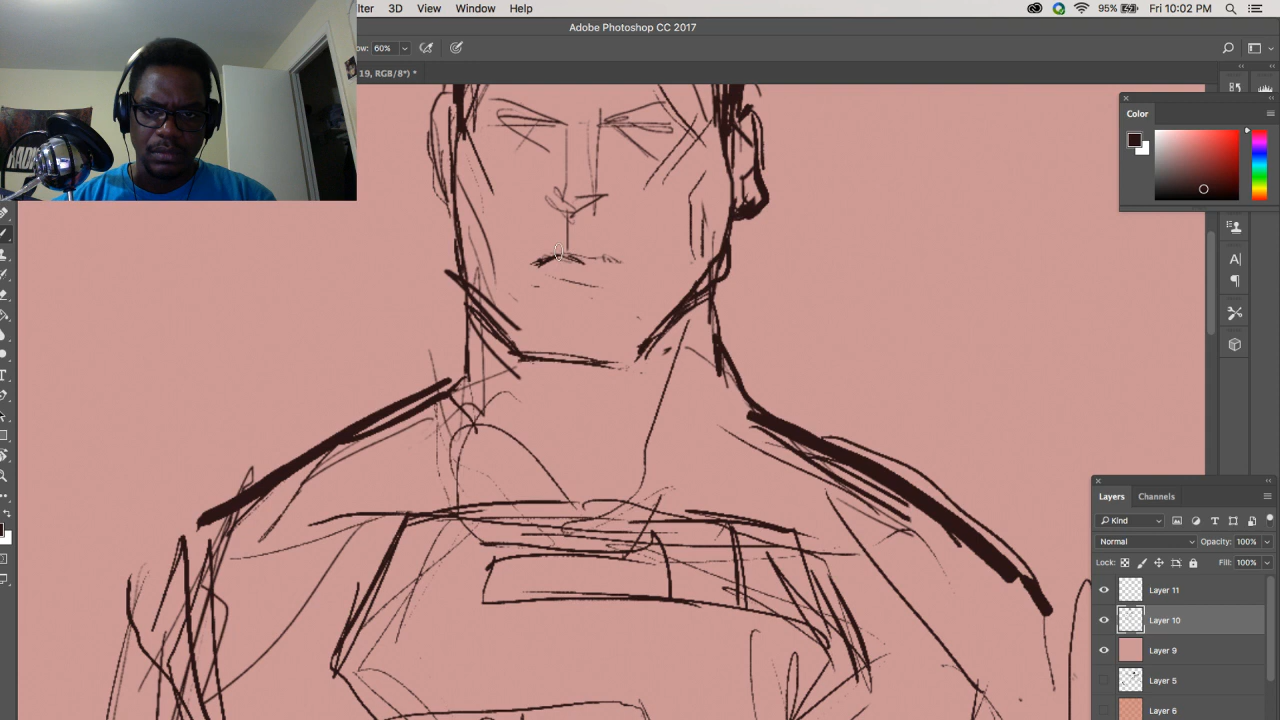 lter 3D View Window Help 95% Fri 10:02 PM
Adobe Photoshop CC 2017
ow: 60%
19, RGB/8*) *
Color
Layers Channels
Kind
Normal Opacity: 100%
Lock: Fill: 100%
Layer 11
Layer 10
Layer 9
Layer 5
Layer 6